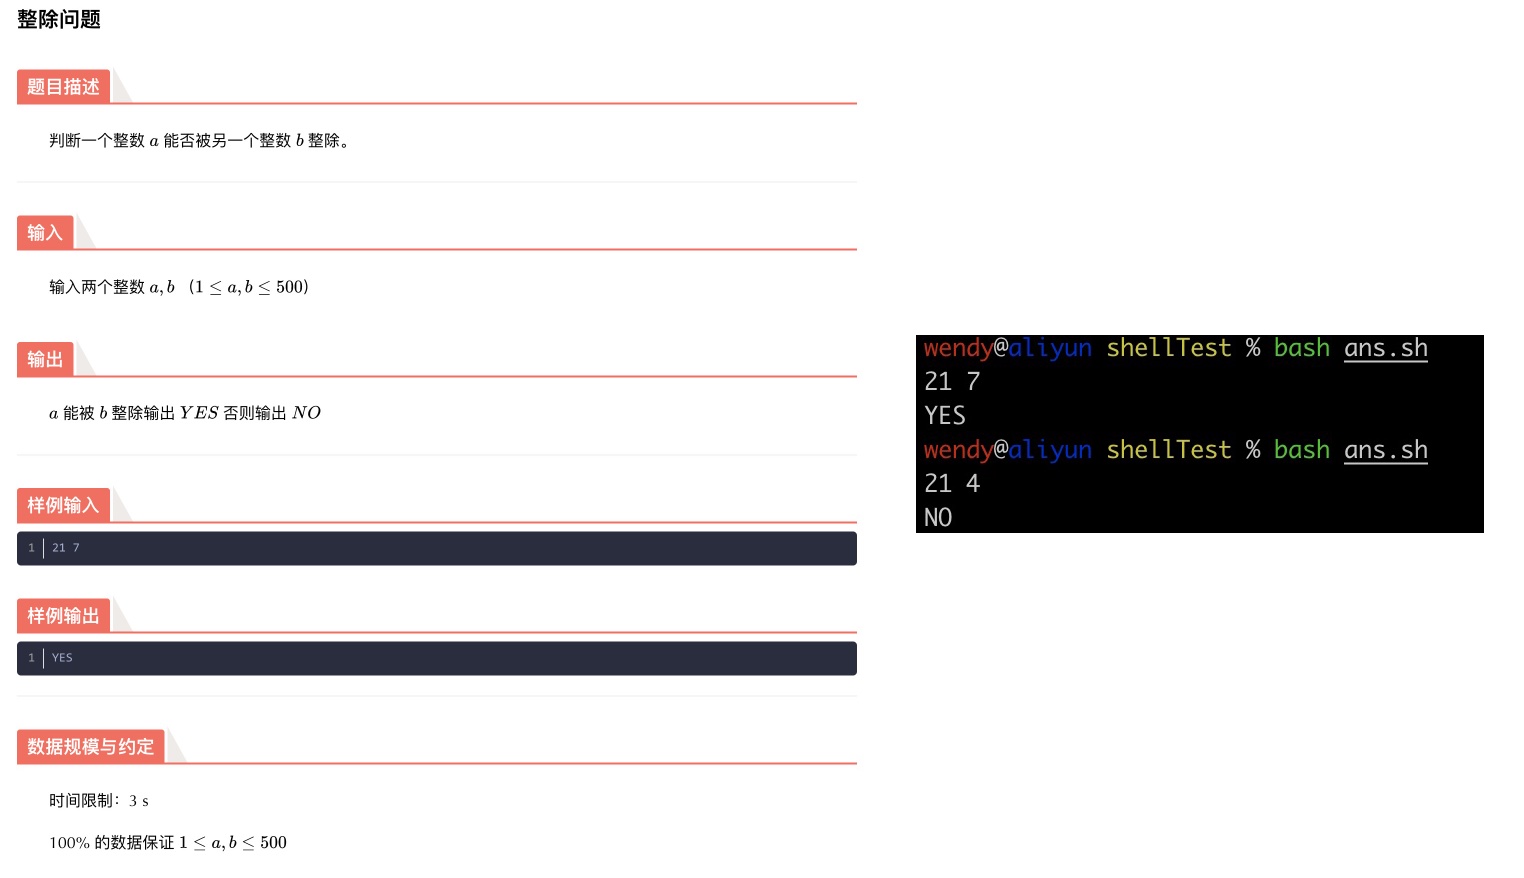 整除问题
题目描述
判断一个整数 a 能否被另一个整数 b 整除。
输入
输入两个整数 a, b （1 ≤ a, b ≤ 500）
输出
a 能被 b 整除输出 YES 否则输出 NO
样例输入
1 21 7
样例输出
1 YES
数据规模与约定
时间限制：3 s
100% 的数据保证 1 ≤ a, b ≤ 500
wendy@aliyun shellTest % bash ans.sh
21 7
YES
wendy@aliyun shellTest % bash ans.sh
21 4
NO